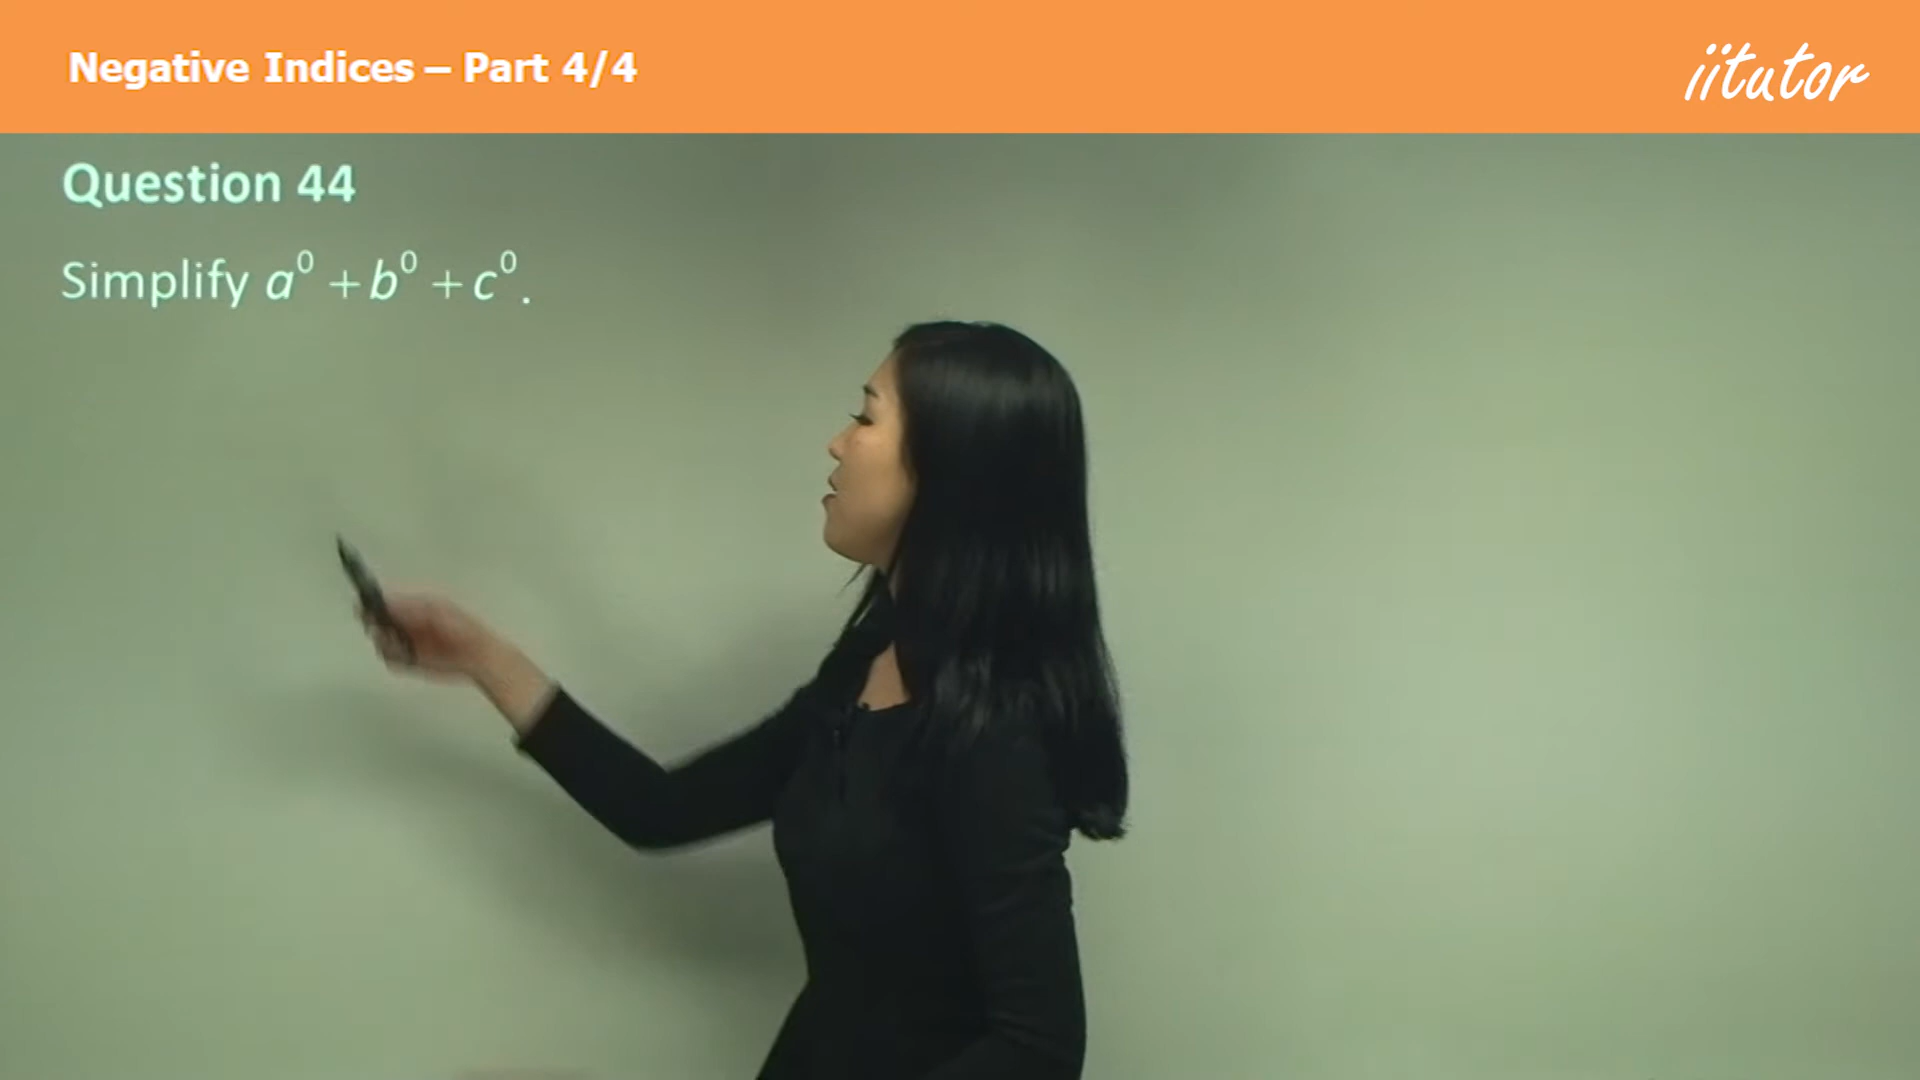 Negative Indices – Part 4/4
iitutor
Question 44
Simplify a⁰ + b⁰ + c⁰.